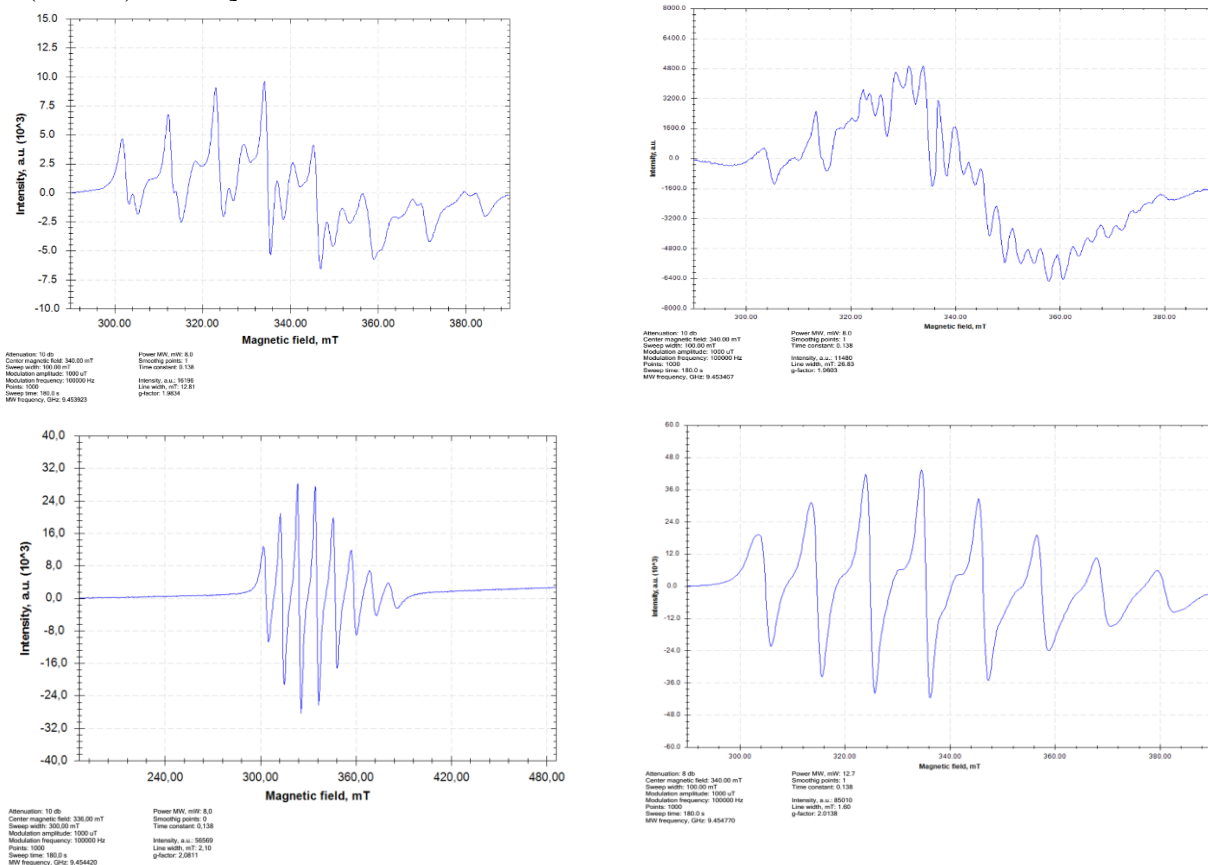 15.0
12.5
10.0
7.5
5.0
2.5
0.0
-2.5
-5.0
-7.5
-10.0
Intensity, a.u. (10^3)
300.00 320.00 340.00 360.00 380.00
Magnetic field, mT
Attenuation: 10 db
Center magnetic field: 340.00 mT
Sweep width: 100.00 mT
Modulation amplitude: 1000 uT
Modulation frequency: 100000 Hz
Points: 1000
Sweep time: 180.0 s
MW frequency, GHz: 9.453923
Power MW, mW: 8.0
Smoothig points: 1
Time constant: 0.138
Intensity, a.u.: 16196
Line width, mT: 12.81
g-factor: 1.9834
8000.0
6400.0
4800.0
3200.0
1600.0
0.0
-1600.0
-3200.0
-4800.0
-6400.0
-8000.0
Intensity, a.u.
300.00 320.00 340.00 360.00 380.00
Magnetic field, mT
Attenuation: 10 db
Center magnetic field: 340.00 mT
Sweep width: 100.00 mT
Modulation amplitude: 1000 uT
Modulation frequency: 100000 Hz
Points: 1000
Sweep time: 180.0 s
MW frequency, GHz: 9.453407
Power MW, mW: 8.0
Smoothig points: 1
Time constant: 0.138
Intensity, a.u.: 11480
Line width, mT: 26.83
g-factor: 1.9603
40,0
32,0
24,0
16,0
8,0
0,0
-8,0
-16,0
-24,0
-32,0
-40,0
Intensity, a.u. (10^3)
240,00 300,00 360,00 420,00 480,00
Magnetic field, mT
Attenuation: 10 db
Center magnetic field: 336,00 mT
Sweep width: 300,00 mT
Modulation amplitude: 1000 uT
Modulation frequency: 100000 Hz
Points: 1000
Sweep time: 180,0 s
MW frequency, GHz: 9,454420
Power MW, mW: 8,0
Smoothig points: 0
Time constant: 0,138
Intensity, a.u.: 56569
Line width, mT: 2,10
g-factor: 2,0811
60.0
48.0
36.0
24.0
12.0
0.0
-12.0
-24.0
-36.0
-48.0
-60.0
Intensity, a.u. (10^3)
300.00 320.00 340.00 360.00 380.00
Magnetic field, mT
Attenuation: 8 db
Center magnetic field: 340.00 mT
Sweep width: 100.00 mT
Modulation amplitude: 1000 uT
Modulation frequency: 100000 Hz
Points: 1000
Sweep time: 180.0 s
MW frequency, GHz: 9.454770
Power MW, mW: 12.7
Smoothig points: 1
Time constant: 0.138
Intensity, a.u.: 85010
Line width, mT: 1.60
g-factor: 2.0138